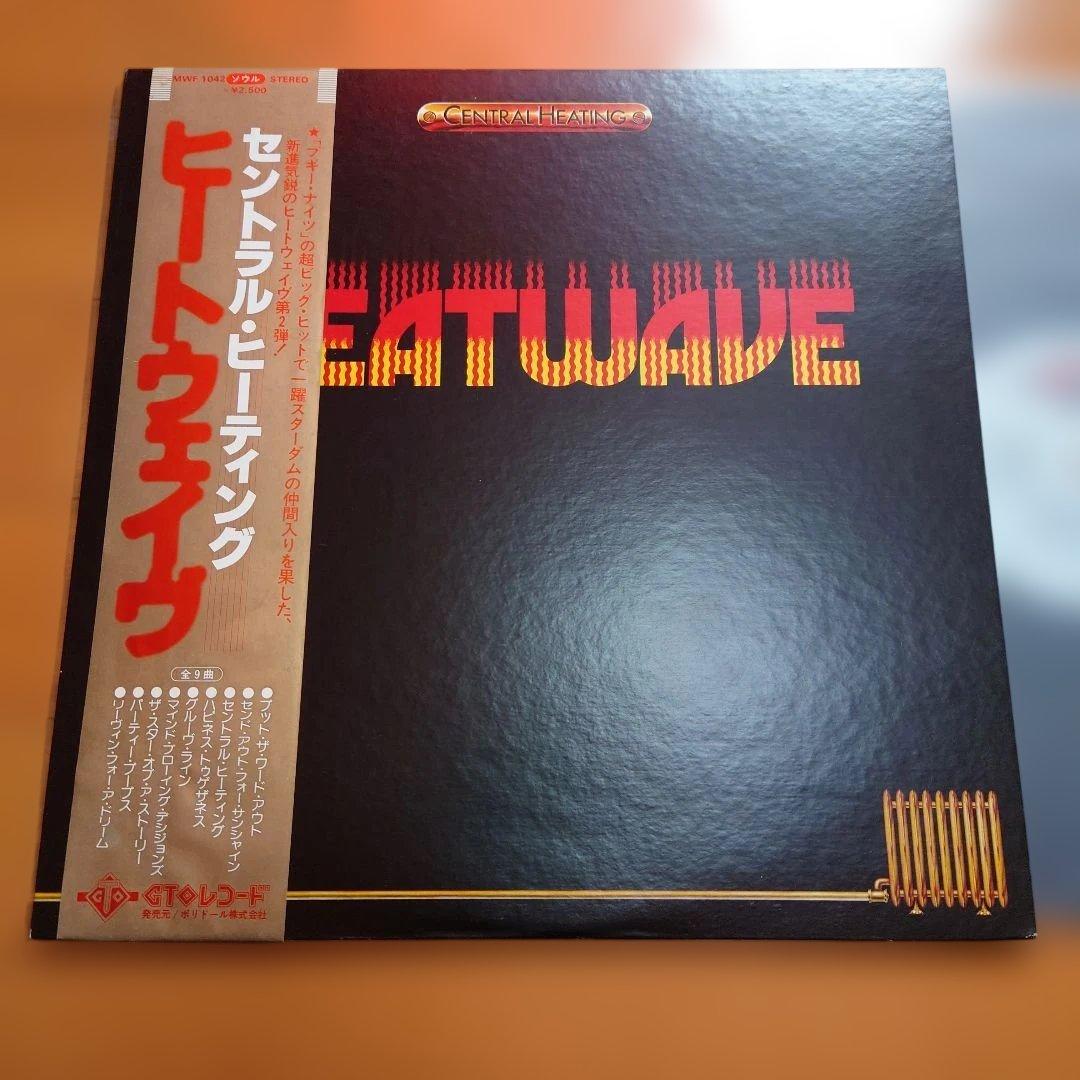 MWF 1042 ソウル STEREO
¥2,500
★「ブギー・ナイツ」の超ビック・ヒットで一躍スターダムの仲間入りを果した、
新進気鋭のヒートウェイヴ第2弾!
セントラル・ヒーティング
ヒートウェイヴ
全9曲
●プット・ザ・ワード・アウト
●センド・アウト・フォー・サンシャイン
●セントラル・ヒーティング
●ハピネス・トゥゲザネス
●グルーヴ・ライン
●マインド・ブローイング・デシジョンズ
●ザ・スター・オブ・ア・ストーリー
●パーティー・プープス
●リーヴィン・フォー・ア・ドリーム
GTO GTOレコード
発売元/ポリドール株式会社
CENTRAL HEATING
EATWAVE